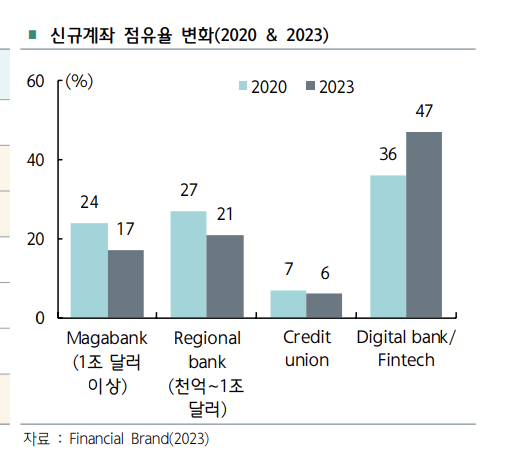 ■ 신규계좌 점유율 변화(2020 & 2023)
60 (%)
2020 2023
47
40
36
27
24
21
20
17
7
6
0
Magabank
(1조 달러
이상)
Regional
bank
(천억~1조
달러)
Credit
union
Digital bank/
Fintech
자료 : Financial Brand(2023)